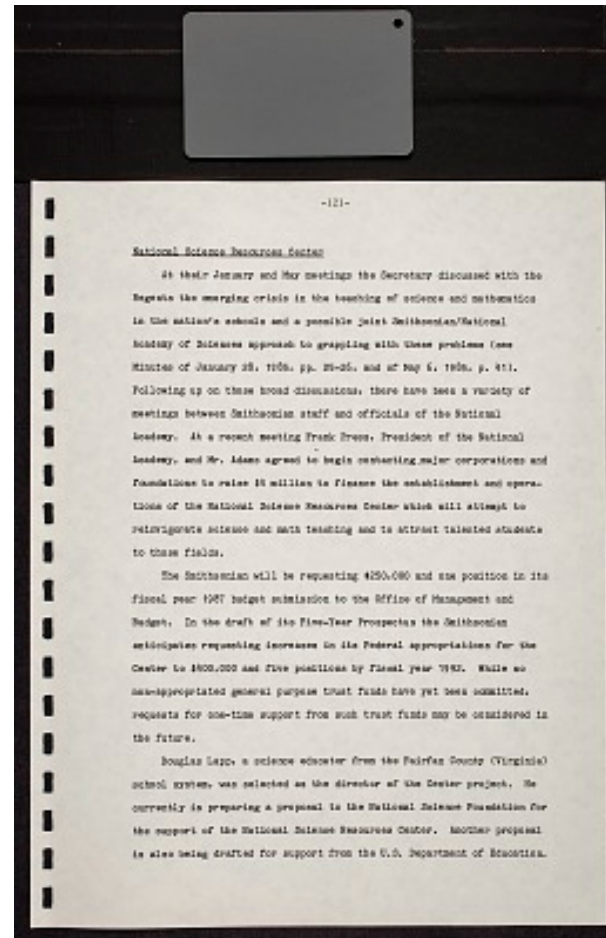 -121-
National Science Resources Center
At their January and May meetings the Secretary discussed with the
Regents the emerging crisis in the teaching of science and mathematics
in the nation's schools and a possible joint Smithsonian/National
Academy of Sciences approach to grappling with these problems (see
Minutes of January 28, pp. and of May 6, p.
Following up on these broad discussions, there have been a variety of
meetings between Smithsonian staff and officials of the National
Academy. At a recent meeting Frank Press, President of the National
Academy, and Mr. Adams agreed to begin contacting major corporations and
foundations to raise million to finance the establishment and opera-
tions of the National Science Resources Center which will attempt to
reinvigorate science and math teaching and to attract talented students
to those fields.
The Smithsonian will be requesting $250,000 and one position in its
fiscal year 1987 budget submission to the Office of Management and
Budget. In the draft of its Five-Year Prospectus the Smithsonian
anticipates requesting increases in its Federal appropriations for the
Center to and five positions by fiscal year While no
non-appropriated general purpose trust funds have yet been committed,
requests for one-time support from such trust funds may be considered in
the future.
Douglas Lapp, a science educator from the Fairfax County (Virginia)
school system, was selected as the director of the Center project. He
currently is preparing a proposal to the National Science Foundation for
the support of the National Science Resources Center. Another proposal
is also being drafted for support from the U.S. Department of Education.